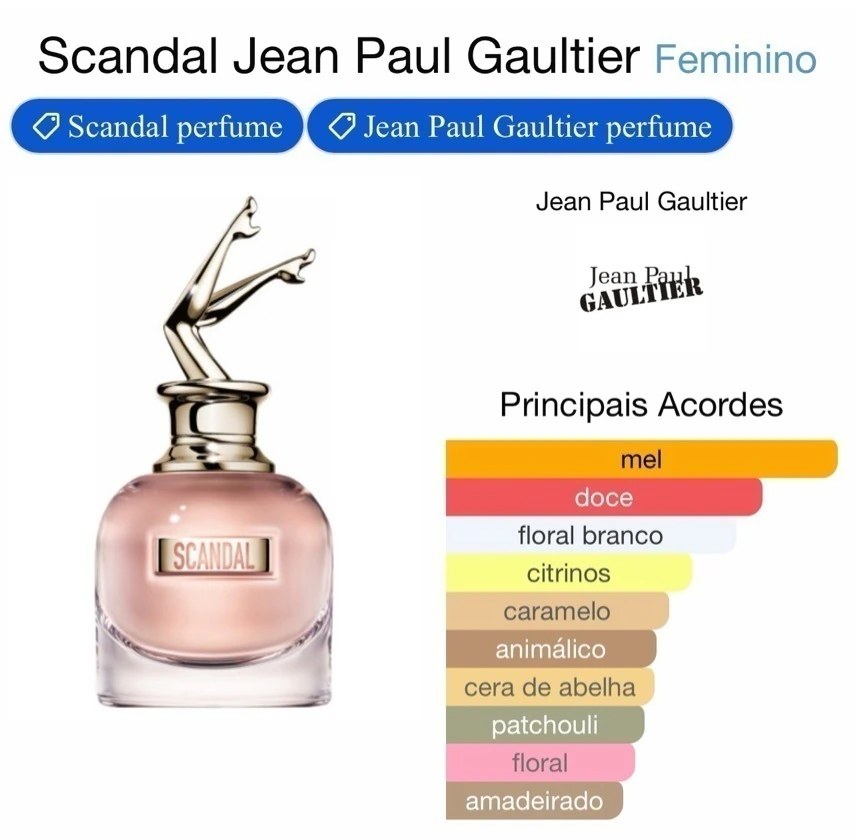 Scandal Jean Paul Gaultier Feminino
Scandal perfume
Jean Paul Gaultier perfume
Jean Paul Gaultier
Jean Paul
GAULTIER
SCANDAL
Principais Acordes
mel
doce
floral branco
citrinos
caramelo
animálico
cera de abelha
patchouli
floral
amadeirado